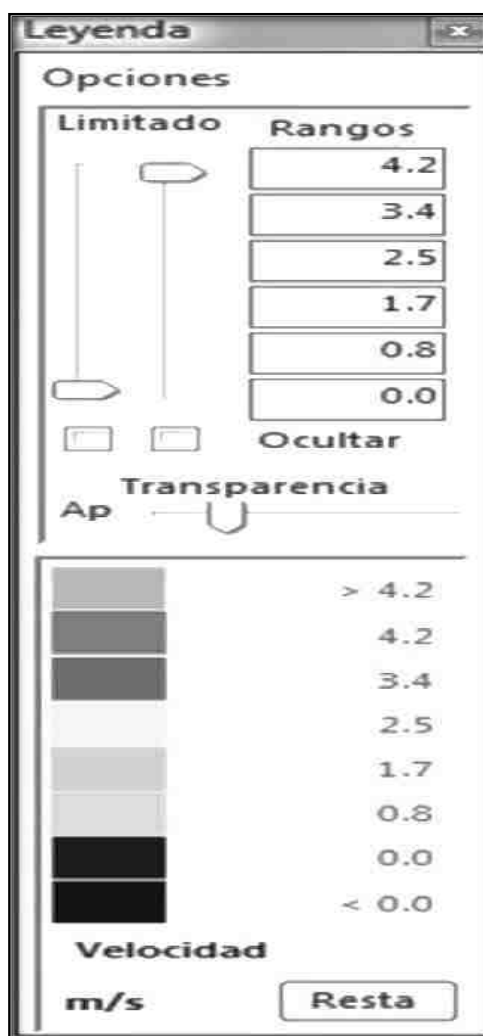 Leyenda
Opciones
Limitado Rangos
4.2
3.4
2.5
1.7
0.8
0.0
Ocultar
Transparencia
Ap
> 4.2
4.2
3.4
2.5
1.7
0.8
0.0
< 0.0
Velocidad
m/s Resta